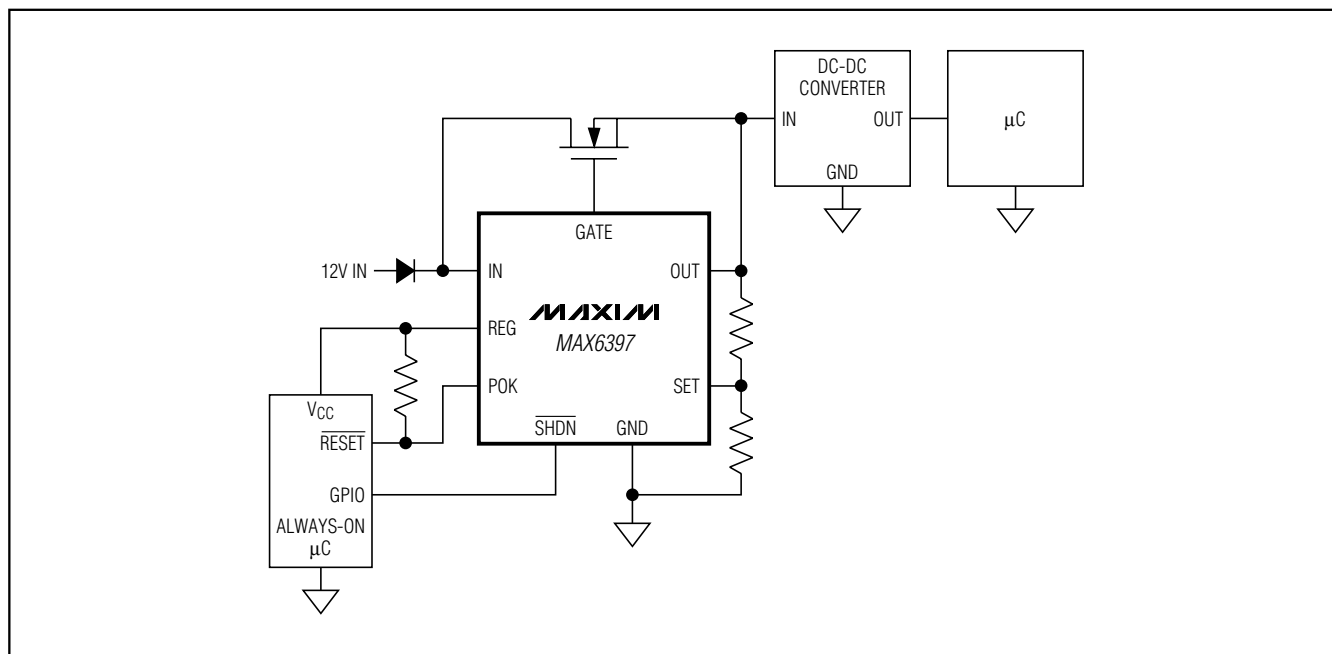 DC-DC
CONVERTER
IN
OUT
GND
μC
GATE
12V IN
IN
OUT
MAXIM
MAX6397
REG
POK
SET
SHDN
GND
VCC
RESET
GPIO
ALWAYS-ON
μC